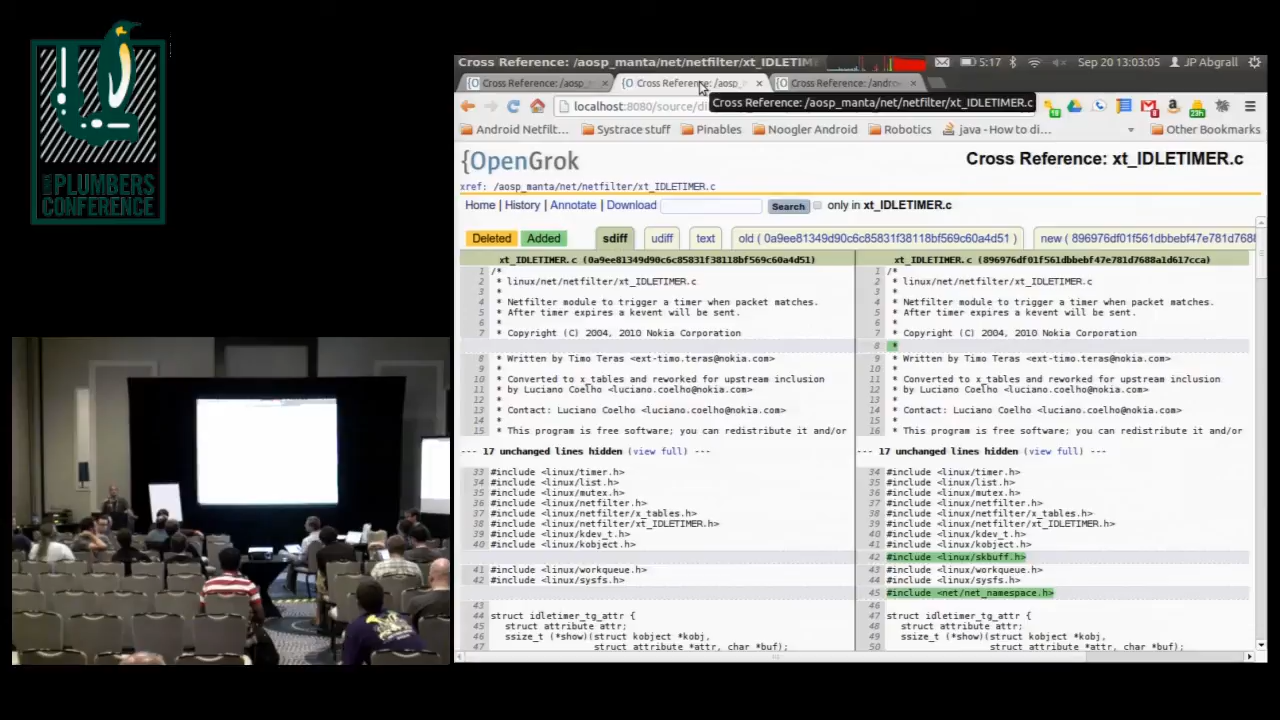 LINUX
PLUMBERS
CONFERENCE
Cross Reference: /aosp_manta/net/netfilter/xt_IDLETIM
5:17
Sep 20 13:03:05
JP Abgrall
Cross Reference: /aosp_
Cross Reference: /aosp_
Cross Reference: /andro
localhost:8080/source/di
Cross Reference: /aosp_manta/net/netfilter/xt_IDLETIMER.c
Android Netfilt...
Systrace stuff
Pinables
Noogler Android
Robotics
java - How to di...
Other Bookmarks
{OpenGrok
Cross Reference: xt_IDLETIMER.c
xref: /aosp_manta/net/netfilter/xt_IDLETIMER.c
Home | History | Annotate | Download
Search
only in xt_IDLETIMER.c
Deleted
Added
sdiff
udiff
text
old ( 0a9ee81349d90c6c85831f38118bf569c60a4d51 )
new ( 896976df01f561dbbebf47e781d7688
xt_IDLETIMER.c (0a9ee81349d90c6c85831f38118bf569c60a4d51)
1 /*
2 * linux/net/netfilter/xt_IDLETIMER.c
3 *
4 * Netfilter module to trigger a timer when packet matches.
5 * After timer expires a kevent will be sent.
6 *
7 * Copyright (C) 2004, 2010 Nokia Corporation
8 * Written by Timo Teras <ext-timo.teras@nokia.com>
9 *
10 * Converted to x_tables and reworked for upstream inclusion
11 * by Luciano Coelho <luciano.coelho@nokia.com>
12 *
13 * Contact: Luciano Coelho <luciano.coelho@nokia.com>
14 *
15 * This program is free software; you can redistribute it and/or
--- 17 unchanged lines hidden (view full) ---
33 #include <linux/timer.h>
34 #include <linux/list.h>
35 #include <linux/mutex.h>
36 #include <linux/netfilter.h>
37 #include <linux/netfilter/x_tables.h>
38 #include <linux/netfilter/xt_IDLETIMER.h>
39 #include <linux/kdev_t.h>
40 #include <linux/kobject.h>
41 #include <linux/workqueue.h>
42 #include <linux/sysfs.h>
43
44 struct idletimer_tg_attr {
45 struct attribute attr;
46 ssize_t (*show)(struct kobject *kobj,
47 struct attribute *attr, char *buf);
xt_IDLETIMER.c (896976df01f561dbbebf47e781d7688a1d617cca)
1 /*
2 * linux/net/netfilter/xt_IDLETIMER.c
3 *
4 * Netfilter module to trigger a timer when packet matches.
5 * After timer expires a kevent will be sent.
6 *
7 * Copyright (C) 2004, 2010 Nokia Corporation
8 *
9 * Written by Timo Teras <ext-timo.teras@nokia.com>
10 *
11 * Converted to x_tables and reworked for upstream inclusion
12 * by Luciano Coelho <luciano.coelho@nokia.com>
13 *
14 * Contact: Luciano Coelho <luciano.coelho@nokia.com>
15 *
16 * This program is free software; you can redistribute it and/or
--- 17 unchanged lines hidden (view full) ---
34 #include <linux/timer.h>
35 #include <linux/list.h>
36 #include <linux/mutex.h>
37 #include <linux/netfilter.h>
38 #include <linux/netfilter/x_tables.h>
39 #include <linux/netfilter/xt_IDLETIMER.h>
40 #include <linux/kdev_t.h>
41 #include <linux/kobject.h>
42 #include <linux/skbuff.h>
43 #include <linux/workqueue.h>
44 #include <linux/sysfs.h>
45 #include <net/net_namespace.h>
46
47 struct idletimer_tg_attr {
48 struct attribute attr;
49 ssize_t (*show)(struct kobject *kobj,
50 struct attribute *attr, char *buf);